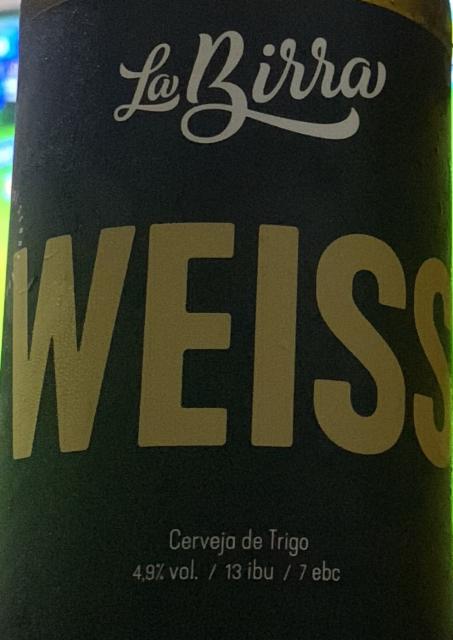 La Birra
WEISS
Cerveja de Trigo
4,9% vol. / 13 ibu / 7 ebc